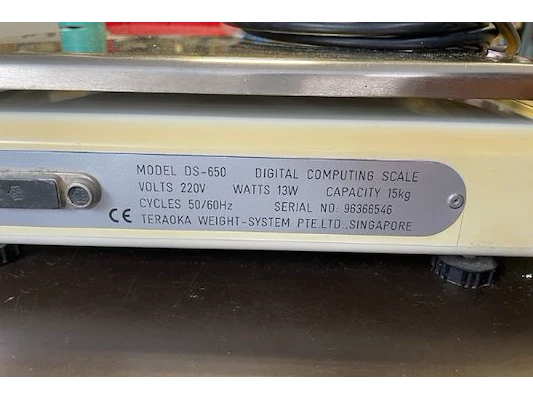 MODEL DS-650 DIGITAL COMPUTING SCALE
VOLTS 220V WATTS 13W CAPACITY 15kg
CYCLES 50/60Hz SERIAL NO: 96366546
CE TERAOKA WEIGHT-SYSTEM PTE.LTD.,SINGAPORE